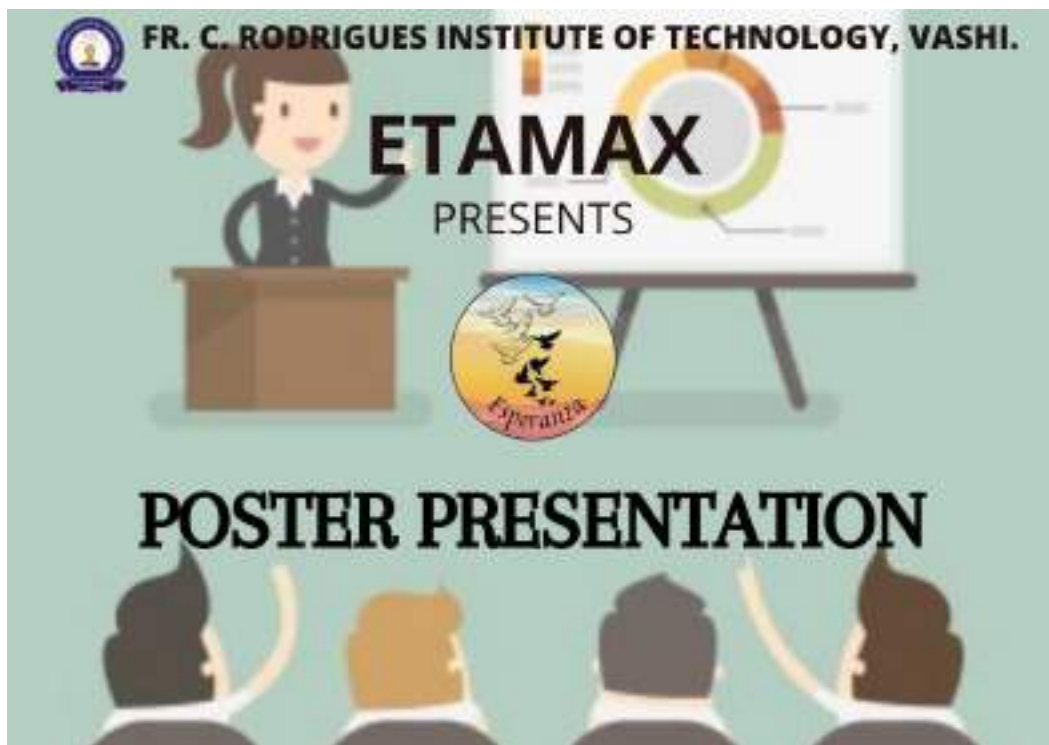 FR. C. RODRIGUES INSTITUTE OF TECHNOLOGY, VASHI.
ETAMAX
PRESENTS
Esperanza
POSTER PRESENTATION